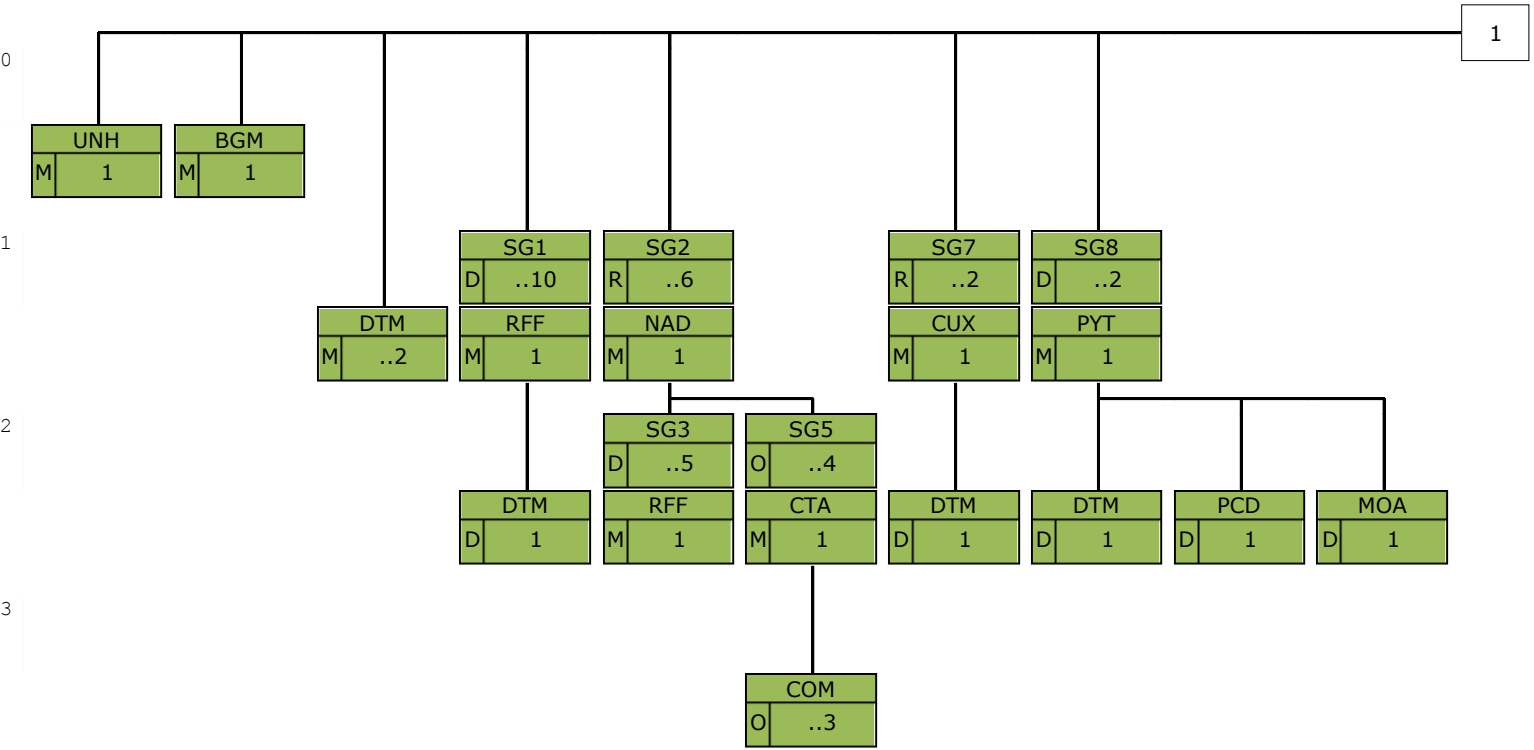 1
0
UNH BGM
M 1 M 1
1
SG1 SG2 SG7 SG8
D ..10 R ..6 R ..2 D ..2
DTM RFF NAD CUX PYT
M ..2 M 1 M 1 M 1 M 1
2
SG3 SG5
D ..5 O ..4
DTM RFF CTA DTM DTM PCD MOA
D 1 M 1 M 1 D 1 D 1 D 1 D 1
3
COM
O ..3